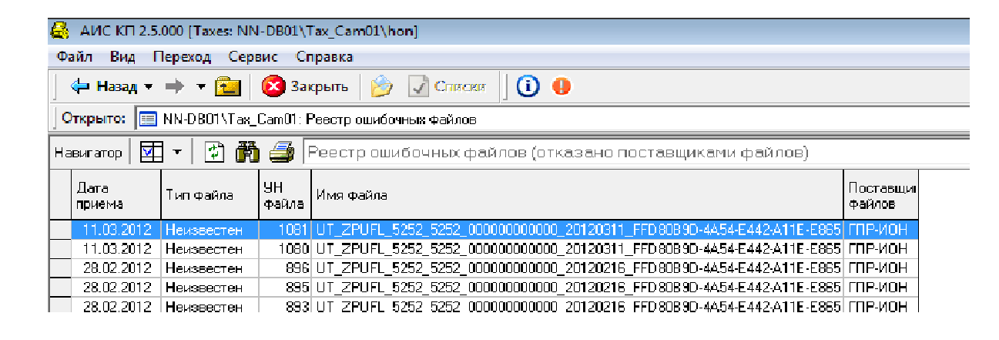 АИС КП 2.5.000 [Taxes: NN-DB01\Tax_Cam01\hon]
Файл Вид Переход Сервис Справка
Назад Закрыть Списки
Открыто: NN-DB01\Tax_Cam01: Реестр ошибочных файлов
Навигатор Реестр ошибочных файлов (отказано поставщиками файлов)
Дата приема Тип файла УН файла Имя файла Поставщи файлов
11.03.2012 Неизвестен 1081 UT_ZPUFL_5252_5252_000000000000_20120311_FFD80B9D-4A54-E442-A11E-E865 ГПР-ИОН
11.03.2012 Неизвестен 1080 UT_ZPUFL_5252_5252_000000000000_20120311_FFD80B9D-4A54-E442-A11E-E865 ГПР-ИОН
28.02.2012 Неизвестен 896 UT_ZPUFL_5252_5252_000000000000_20120216_FFD80B9D-4A54-E442-A11E-E865 ГПР-ИОН
28.02.2012 Неизвестен 895 UT_ZPUFL_5252_5252_000000000000_20120216_FFD80B9D-4A54-E442-A11E-E865 ГПР-ИОН
28.02.2012 Неизвестен 893 UT_ZPUFL_5252_5252_000000000000_20120216_FFD80B9D-4A54-E442-A11E-E865 ГПР-ИОН